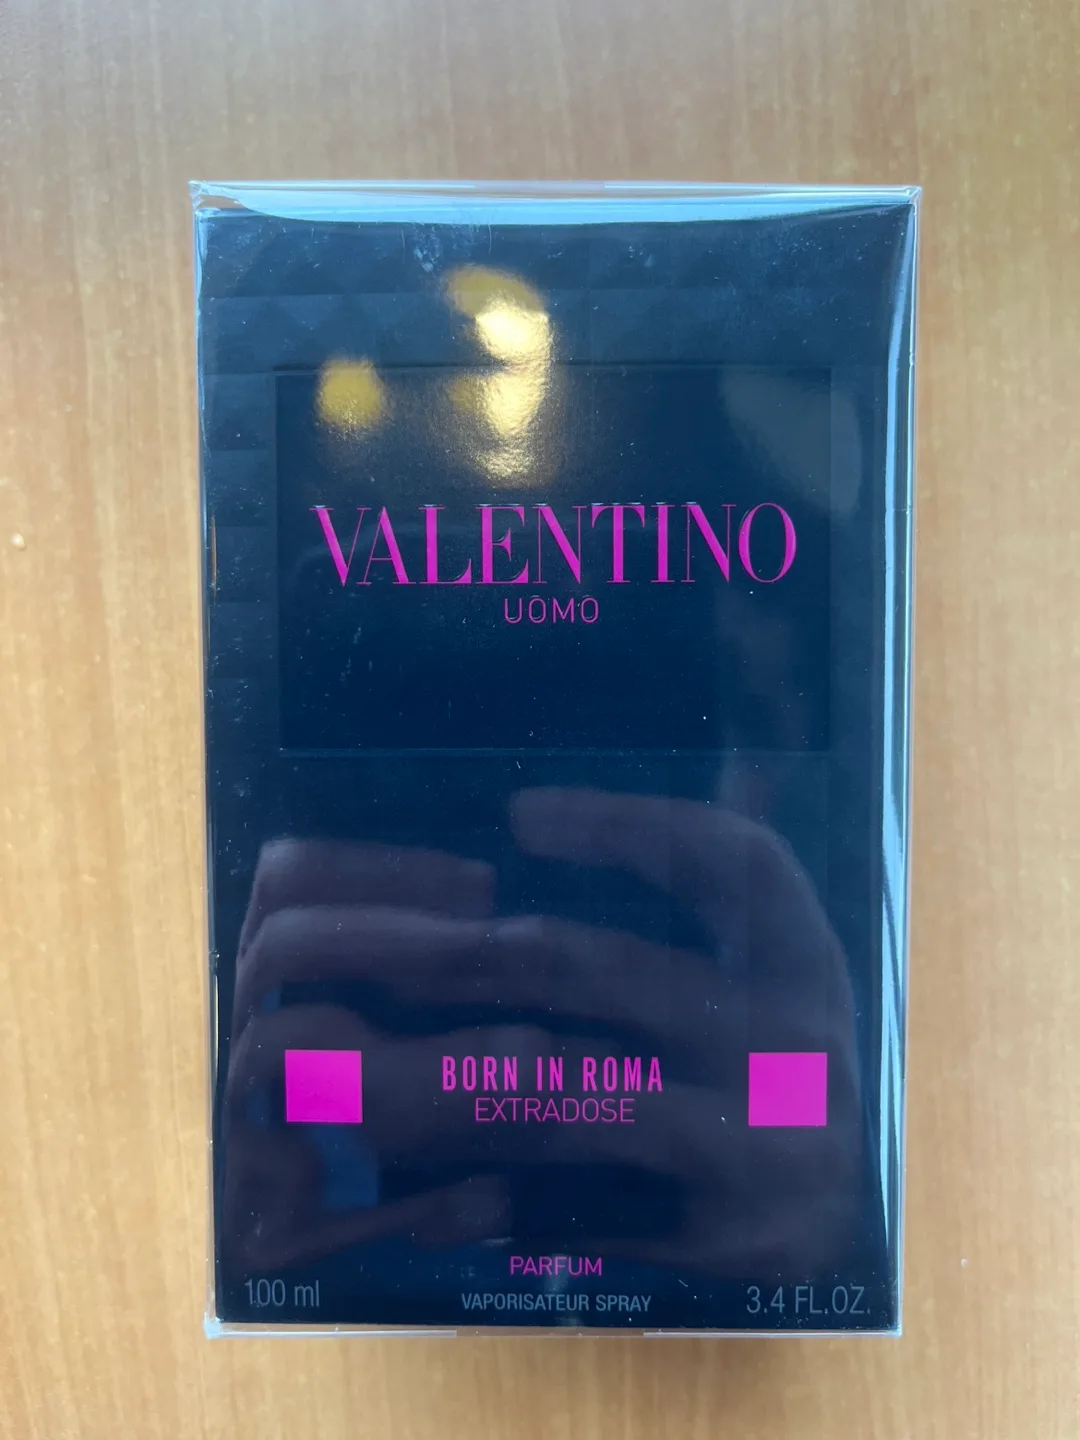 VALENTINO
UOMO
BORN IN ROMA
EXTRADOSE
PARFUM
100 ml VAPORISATEUR SPRAY 3.4 FL.OZ.